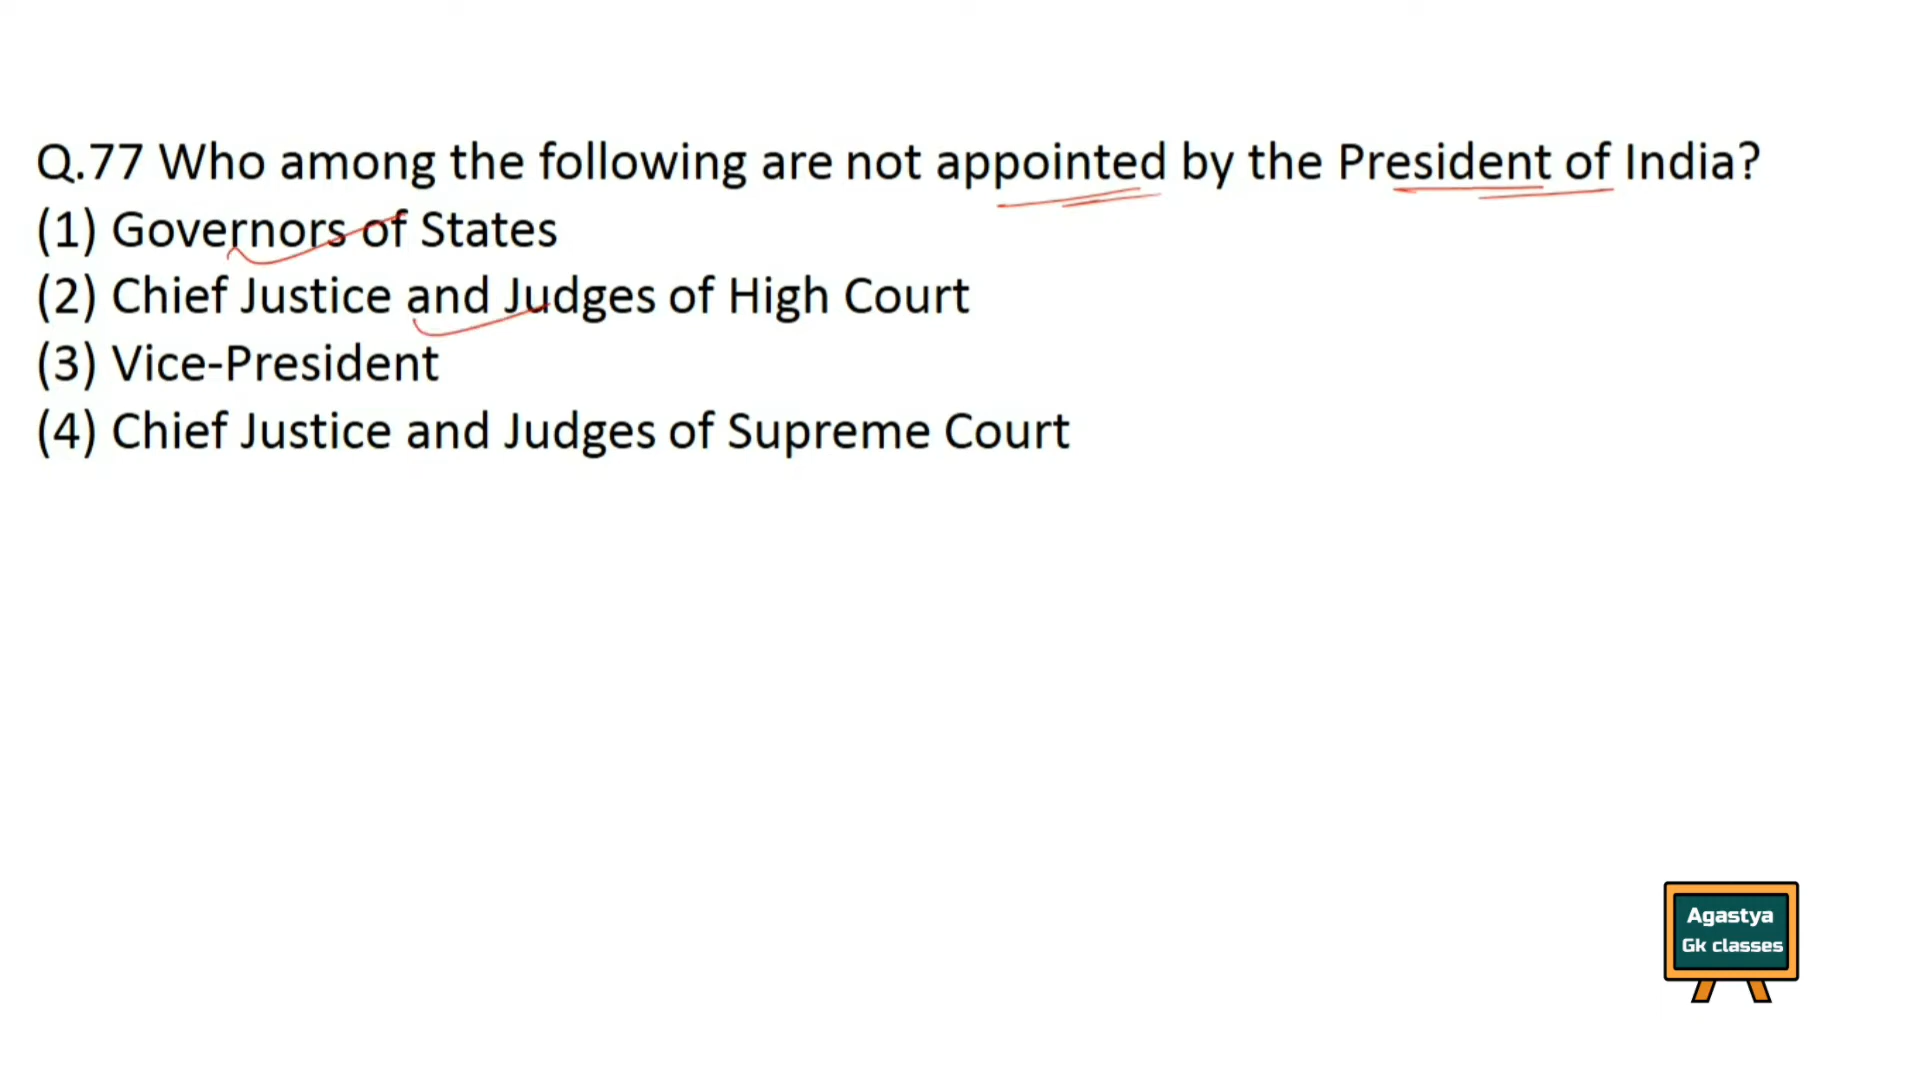 Q.77 Who among the following are not appointed by the President of India?
(1) Governors of States
(2) Chief Justice and Judges of High Court
(3) Vice-President
(4) Chief Justice and Judges of Supreme Court
Agastya
Gk classes